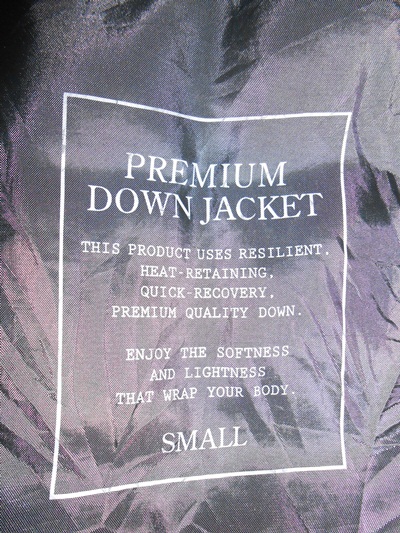 PREMIUM
DOWN JACKET
THIS PRODUCT USES RESILIENT,
HEAT-RETAINING,
QUICK-RECOVERY,
PREMIUM QUALITY DOWN.
ENJOY THE SOFTNESS
AND LIGHTNESS
THAT WRAP YOUR BODY.
SMALL